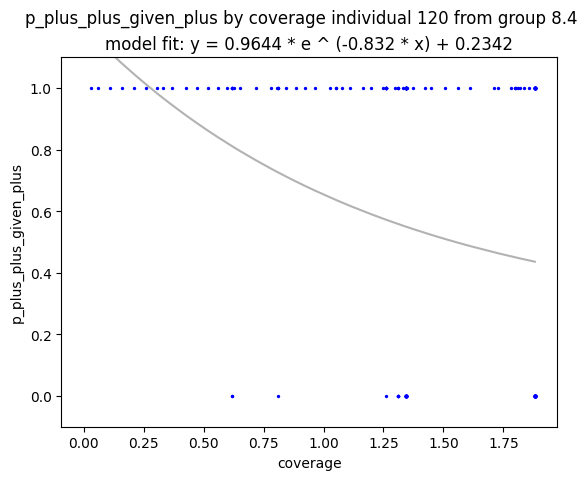 p_plus_plus_given_plus by coverage individual 120 from group 8.4
model fit: y = 0.9644 * e ^ (-0.832 * x) + 0.2342
p_plus_plus_given_plus
1.0
0.8
0.6
0.4
0.2
0.0
0.00 0.25 0.50 0.75 1.00 1.25 1.50 1.75
coverage